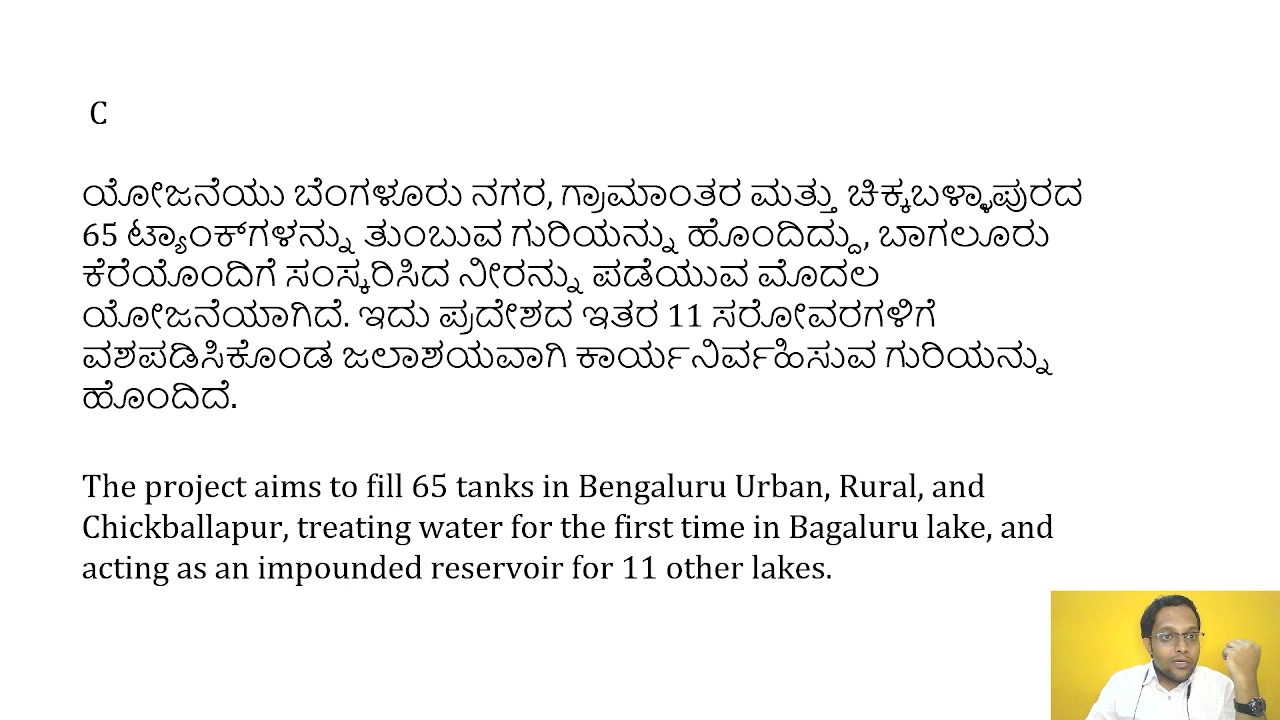 C
ಯೋಜನೆಯು ಬೆಂಗಳೂರು ನಗರ, ಗ್ರಾಮಾಂತರ ಮತ್ತು ಚಿಕ್ಕಬಳ್ಳಾಪುರದ
65 ಟ್ಯಾಂಕ್‌ಗಳನ್ನು ತುಂಬುವ ಗುರಿಯನ್ನು ಹೊಂದಿದ್ದು, ಬಾಗಲೂರು
ಕೆರೆಯೊಂದಿಗೆ ಸಂಸ್ಕರಿಸಿದ ನೀರನ್ನು ಪಡೆಯುವ ಮೊದಲ
ಯೋಜನೆಯಾಗಿದೆ. ಇದು ಪ್ರದೇಶದ ಇತರ 11 ಸರೋವರಗಳಿಗೆ
ವಶಪಡಿಸಿಕೊಂಡ ಜಲಾಶಯವಾಗಿ ಕಾರ್ಯನಿರ್ವಹಿಸುವ ಗುರಿಯನ್ನು
ಹೊಂದಿದೆ.
The project aims to fill 65 tanks in Bengaluru Urban, Rural, and
Chickballapur, treating water for the first time in Bagaluru lake, and
acting as an impounded reservoir for 11 other lakes.